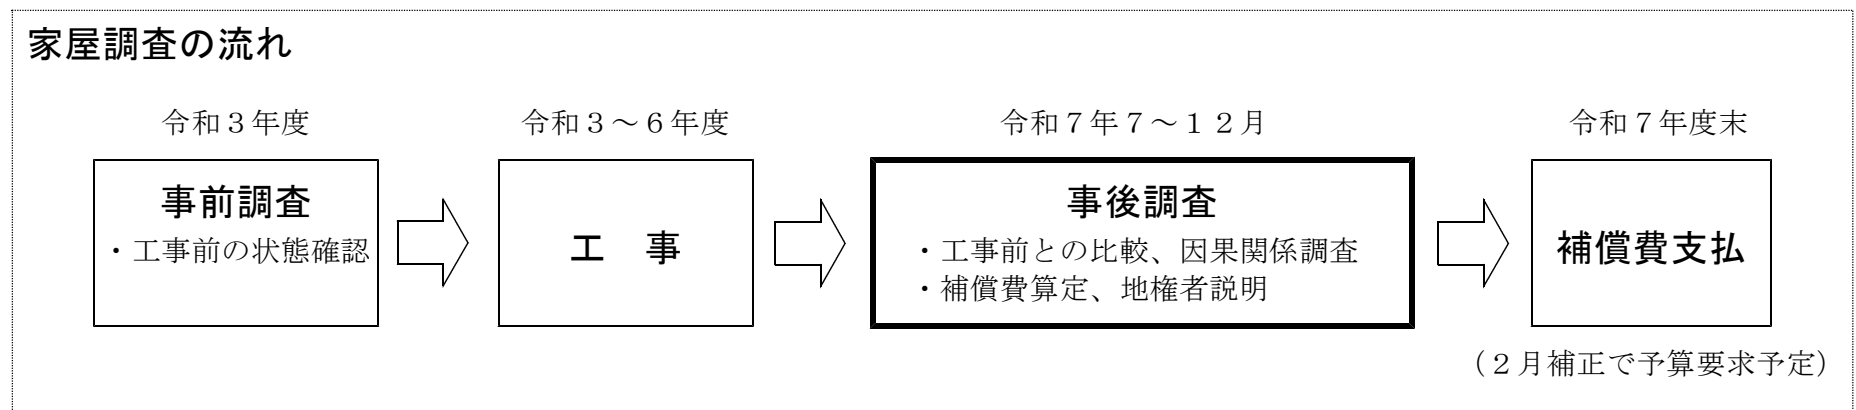 家屋調査の流れ
令和３年度
事前調査
・工事前の状態確認
令和３～６年度
工　事
令和７年７～１２月
事後調査
・工事前との比較、因果関係調査
・補償費算定、地権者説明
令和７年度末
補償費支払
（２月補正で予算要求予定）